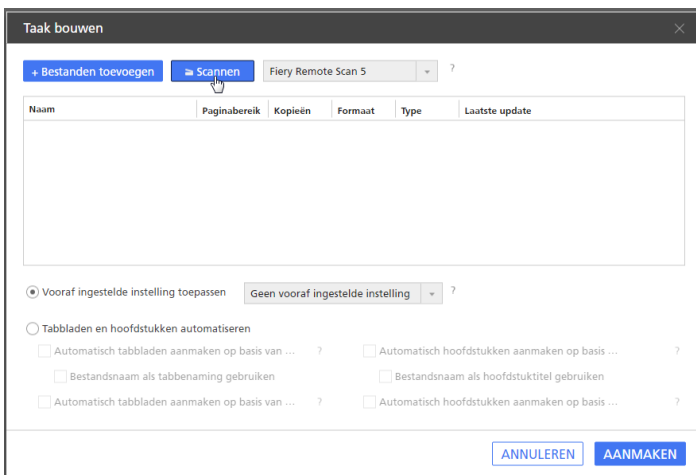 Taak bouwen
+ Bestanden toevoegen Scannen Fiery Remote Scan 5 ?
Naam Paginabereik Kopieën Formaat Type Laatste update
Vooraf ingestelde instelling toepassen Geen vooraf ingestelde instelling ?
Tabbladen en hoofdstukken automatiseren
Automatisch tabbladen aanmaken op basis van ... ? Automatisch hoofdstukken aanmaken op basis ... ?
Bestandsnaam als tabbenaming gebruiken Bestandsnaam als hoofdstuktitel gebruiken
Automatisch tabbladen aanmaken op basis van ... ? Automatisch hoofdstukken aanmaken op basis ... ?
ANNULEREN AANMAKEN